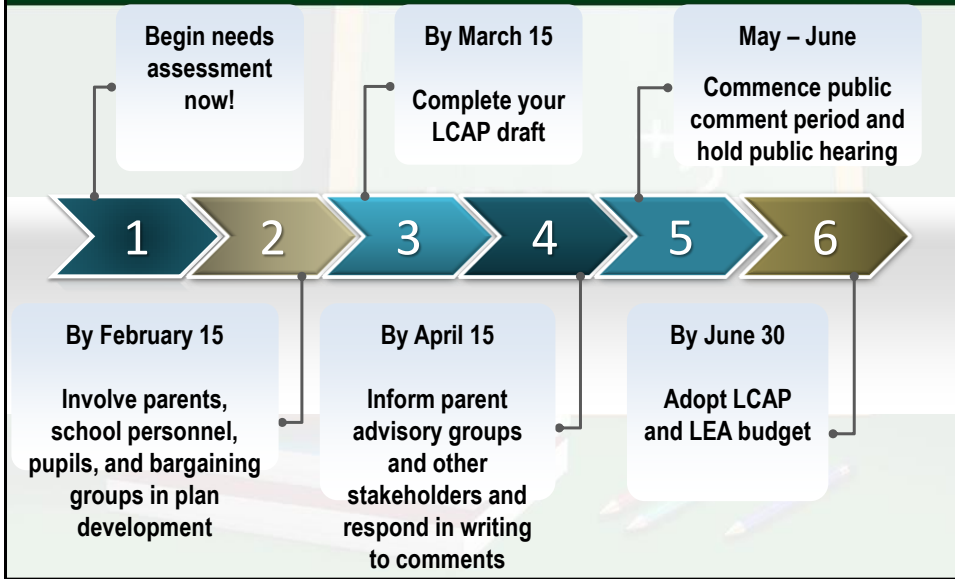 Begin needs
assessment
now!
By March 15
Complete your
LCAP draft
May – June
Commence public
comment period and
hold public hearing
1
2
3
4
5
6
By February 15
Involve parents,
school personnel,
pupils, and bargaining
groups in plan
development
By April 15
Inform parent
advisory groups
and other
stakeholders and
respond in writing
to comments
By June 30
Adopt LCAP
and LEA budget